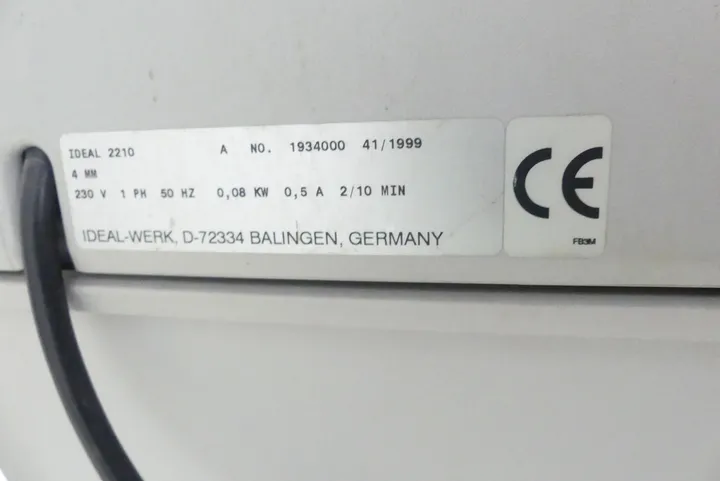 IDEAL 2210 A NO. 1934000 41/1999
4 MM
230 V 1 PH 50 HZ 0,08 KW 0,5 A 2/10 MIN
IDEAL-WERK, D-72334 BALINGEN, GERMANY
CE
FB3M